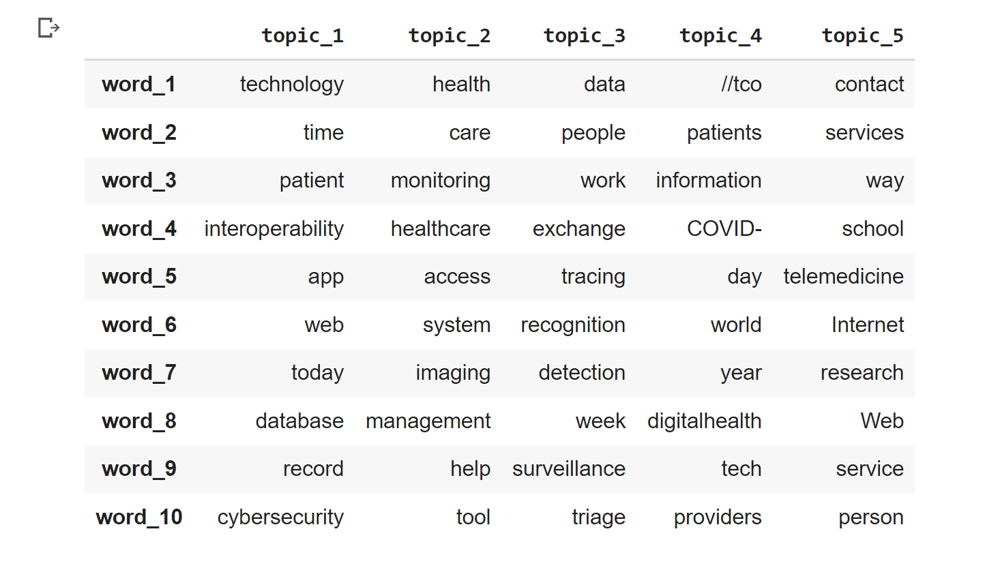 topic_1 topic_2 topic_3 topic_4 topic_5
word_1 technology health data //tco contact
word_2 time care people patients services
word_3 patient monitoring work information way
word_4 interoperability healthcare exchange COVID- school
word_5 app access tracing day telemedicine
word_6 web system recognition world Internet
word_7 today imaging detection year research
word_8 database management week digitalhealth Web
word_9 record help surveillance tech service
word_10 cybersecurity tool triage providers person